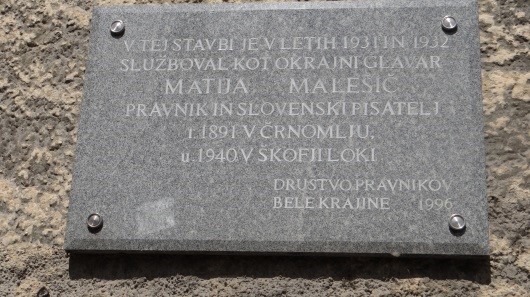 V TEJ STAVBI JE V LETIH 1931 IN 1932
SLUŽBOVAL KOT OKRAJNI GLAVAR
MATIJA MALEŠIČ
PRAVNIK IN SLOVENSKI PISATELJ
r. 1891 V ČRNOMLJU,
u. 1940 V ŠKOFJI LOKI
DRUŠTVO PRAVNIKOV
BELE KRAJINE 1996